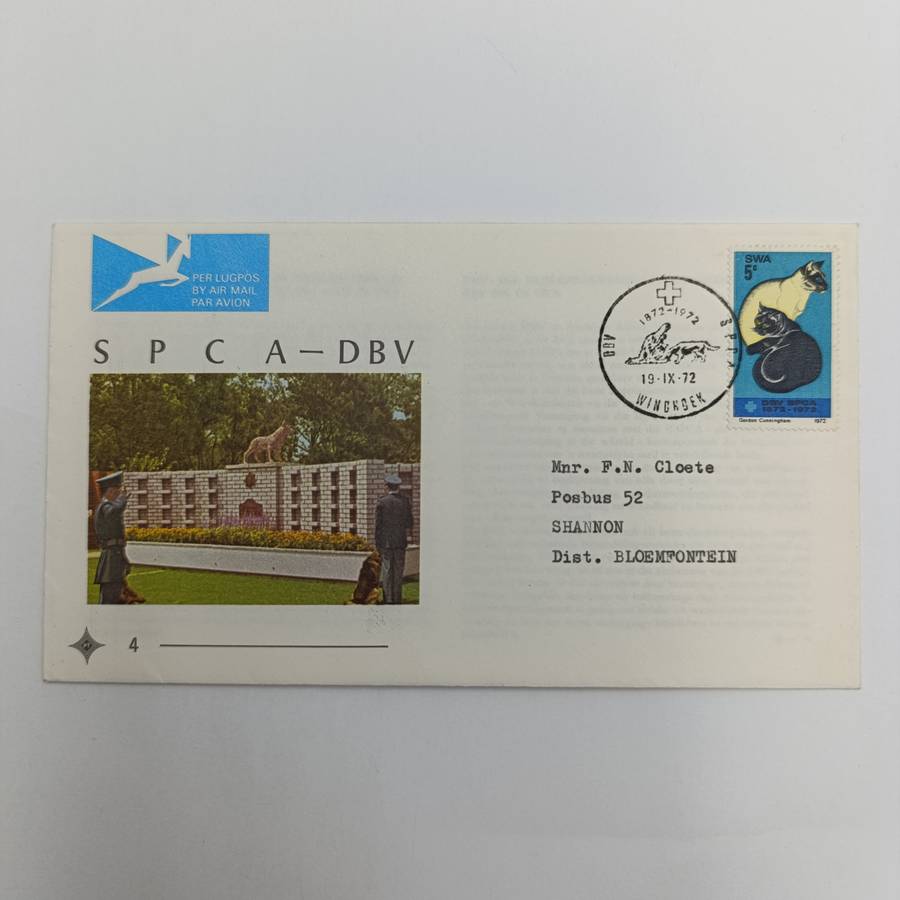 PER LUGPOS
BY AIR MAIL
PAR AVION
S P C A — DBV
4
DBV 1872-1972 SPCA
19·IX·72
WINDHOEK
SWA
5c
DBV SPCA
1872-1972
Gordon Cunningham 1972
Mnr. F.N. Cloete
Posbus 52
SHANNON
Dist. BLOEMFONTEIN